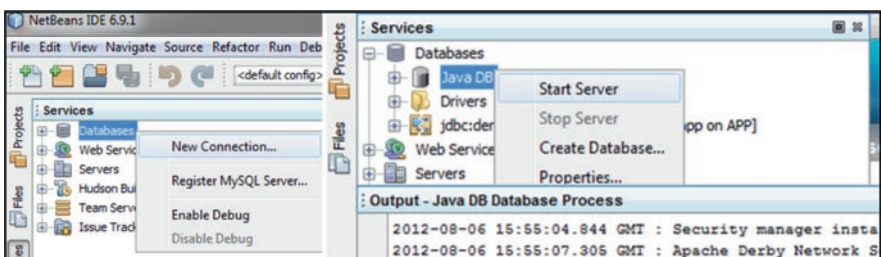 NetBeans IDE 6.9.1
File Edit View Navigate Source Refactor Run Deb
<default config>
Projects
Files
Services
Databases
Web Servic
Servers
Hudson Bui
Team Serve
Issue Track
New Connection...
Register MySQL Server...
Enable Debug
Disable Debug
Projects
Files
Services
Databases
Java DB
Drivers
jdbc:der
app on APP]
Web Service
Servers
Start Server
Stop Server
Create Database...
Properties...
Output - Java DB Database Process
2012-08-06 15:55:04.844 GMT : Security manager insta
2012-08-06 15:55:07.305 GMT : Apache Derby Network S